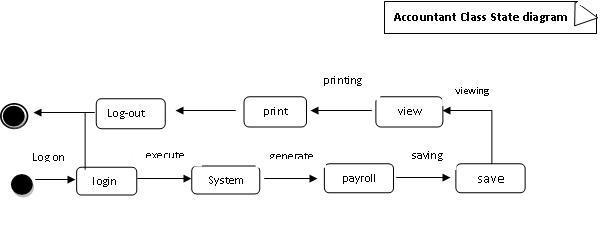 Accountant Class State diagram
printing
viewing
Log-out
print
view
Log on
execute
generate
saving
login
System
payroll
save